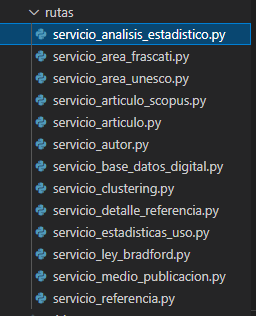 rutas
servicio_analisis_estadistico.py
servicio_area_frascati.py
servicio_area_unesco.py
servicio_articulo_scopus.py
servicio_articulo.py
servicio_autor.py
servicio_base_datos_digital.py
servicio_clustering.py
servicio_detalle_referencia.py
servicio_estadisticas_uso.py
servicio_ley_bradford.py
servicio_medio_publicacion.py
servicio_referencia.py